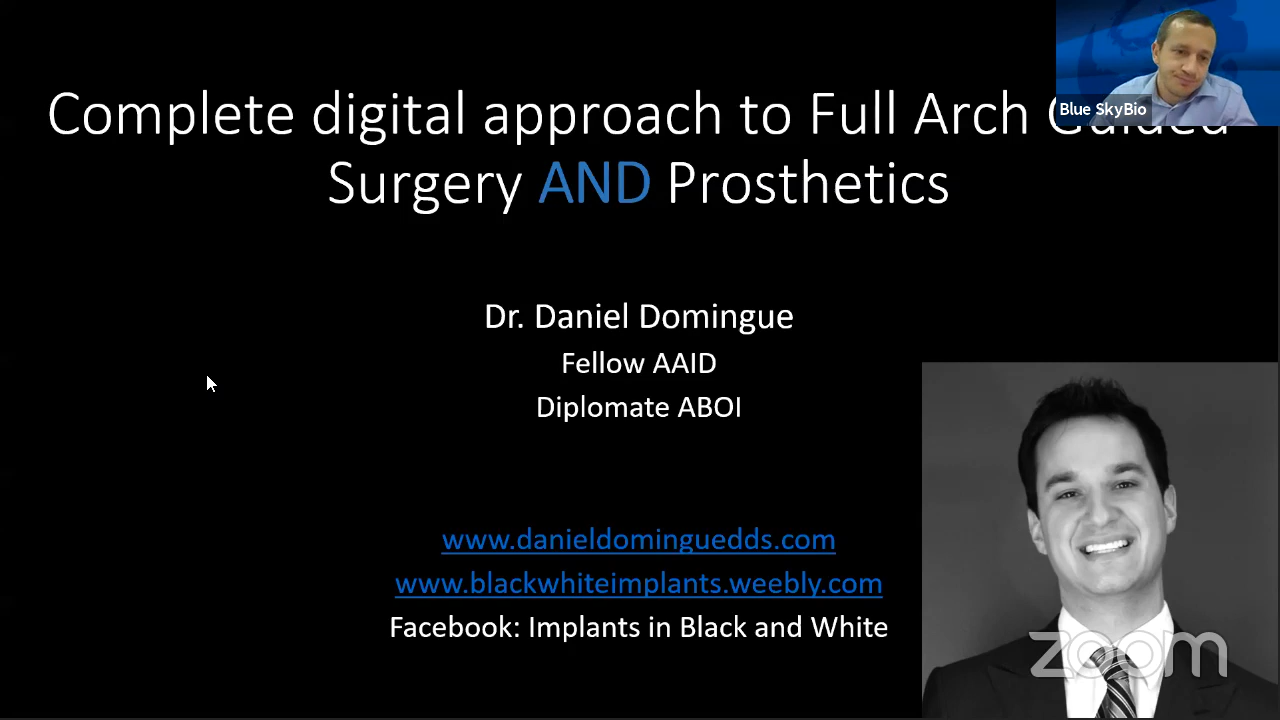 Complete digital approach to Full Arch Guided
Blue SkyBio
Surgery AND Prosthetics
Dr. Daniel Domingue
Fellow AAID
Diplomate ABOI
www.danieldominguedds.com
www.blackwhiteimplants.weebly.com
Facebook: Implants in Black and White
zoom